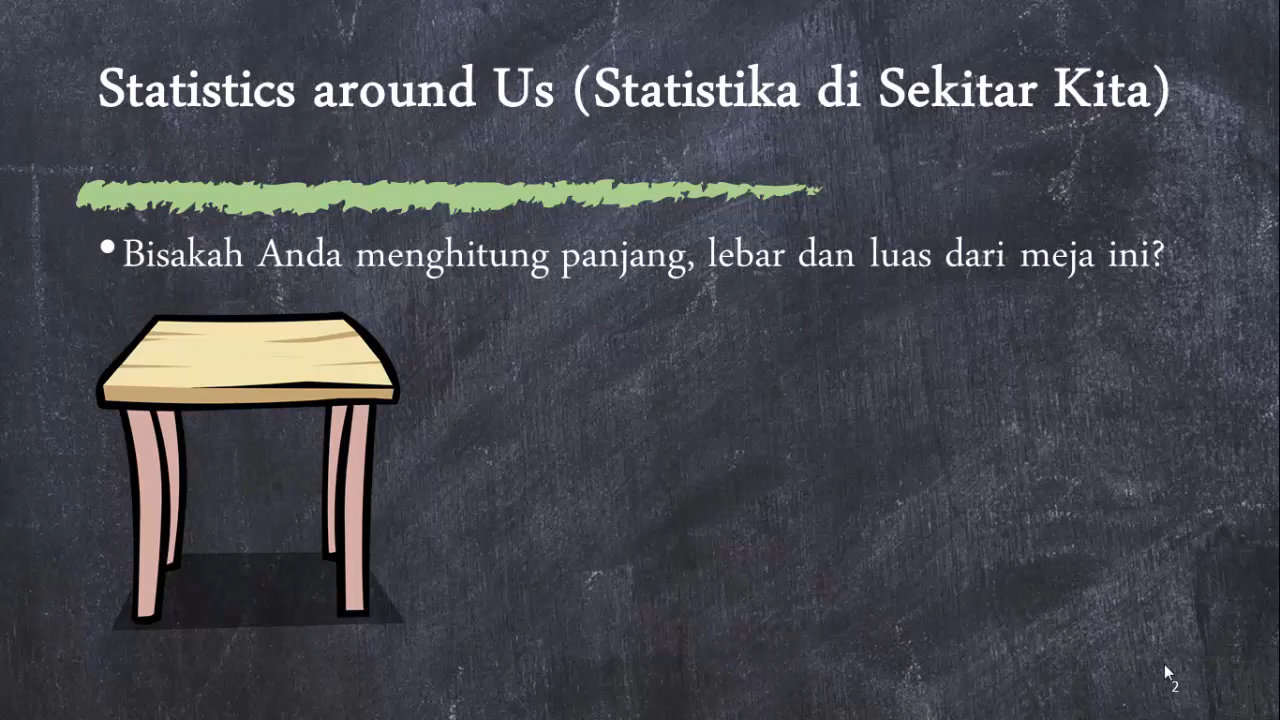 Statistics around Us (Statistika di Sekitar Kita)
•Bisakah Anda menghitung panjang, lebar dan luas dari meja ini?
2